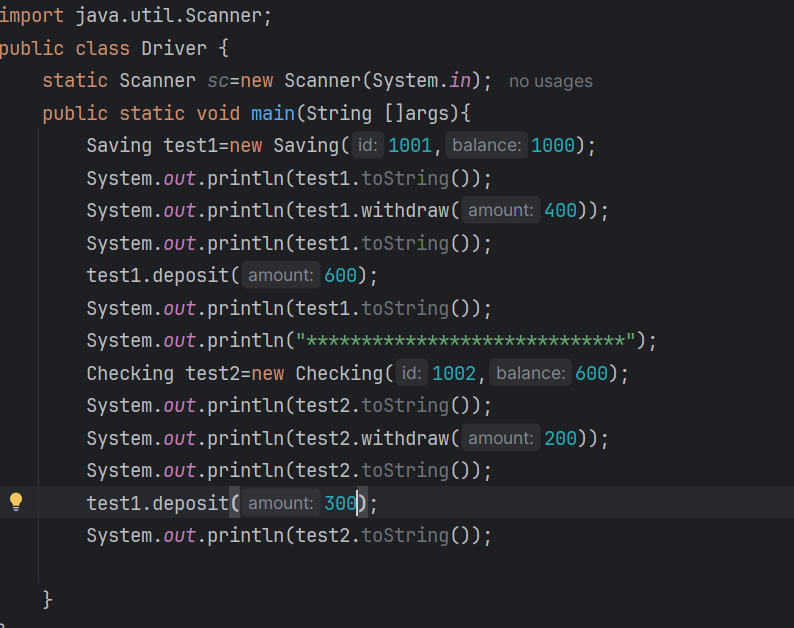 import java.util.Scanner;
public class Driver {
static Scanner sc=new Scanner(System.in); no usages
public static void main(String []args){
Saving test1=new Saving( id: 1001, balance: 1000);
System.out.println(test1.toString());
System.out.println(test1.withdraw( amount: 400));
System.out.println(test1.toString());
test1.deposit( amount: 600);
System.out.println(test1.toString());
System.out.println("*****************************");
Checking test2=new Checking( id: 1002, balance: 600);
System.out.println(test2.toString());
System.out.println(test2.withdraw( amount: 200));
System.out.println(test2.toString());
test1.deposit( amount: 300);
System.out.println(test2.toString());
}